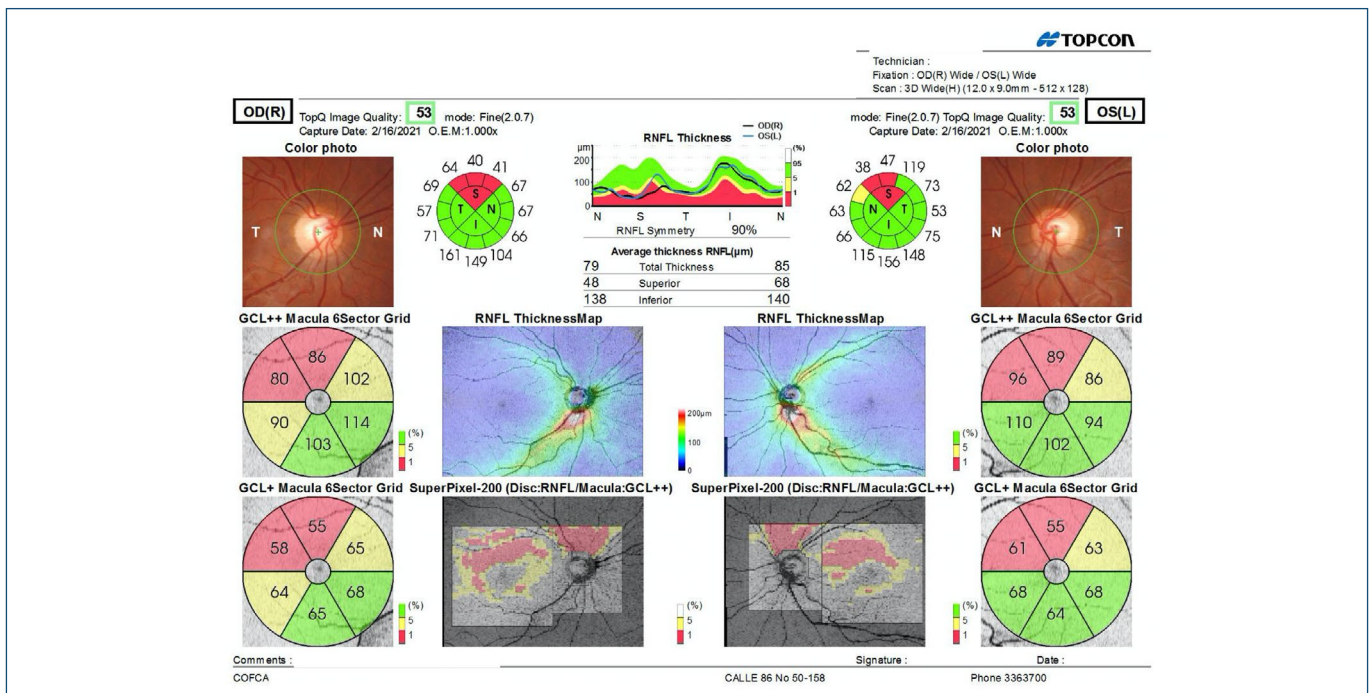 TOPCON
Technician :
Fixation : OD(R) Wide / OS(L) Wide
Scan : 3D Wide(H) (12.0 x 9.0mm - 512 x 128)
OD(R) TopQ Image Quality: 53 mode: Fine(2.0.7)
Capture Date: 2/16/2021 O.E.M:1.000x
mode: Fine(2.0.7) TopQ Image Quality: 53 OS(L)
Capture Date: 2/16/2021 O.E.M:1.000x
Color photo
T N
64 40 41
69 67
57 67
71 66
161 149 104
S
T N
I
RNFL Thickness
OD(R)
OS(L)
µm
200
100
0
(%)
95
5
1
N S T I N
RNFL Symmetry 90%
Average thickness RNFL(µm)
79 Total Thickness 85
48 Superior 68
138 Inferior 140
38 47 119
62 73
63 53
66 75
115 156 148
S
N T
I
Color photo
N T
GCL++ Macula 6Sector Grid
86
80 102
90 114
103
(%)
5
1
RNFL ThicknessMap
200µm
100
0
RNFL ThicknessMap
GCL++ Macula 6Sector Grid
89
96 86
110 94
102
(%)
5
1
GCL+ Macula 6Sector Grid
55
58 65
64 68
65
(%)
5
1
SuperPixel-200 (Disc:RNFL/Macula:GCL++)
(%)
5
1
SuperPixel-200 (Disc:RNFL/Macula:GCL++)
GCL+ Macula 6Sector Grid
55
61 63
68 68
64
(%)
5
1
Comments : Signature : Date :
COFCA CALLE 86 No 50-158 Phone 3363700